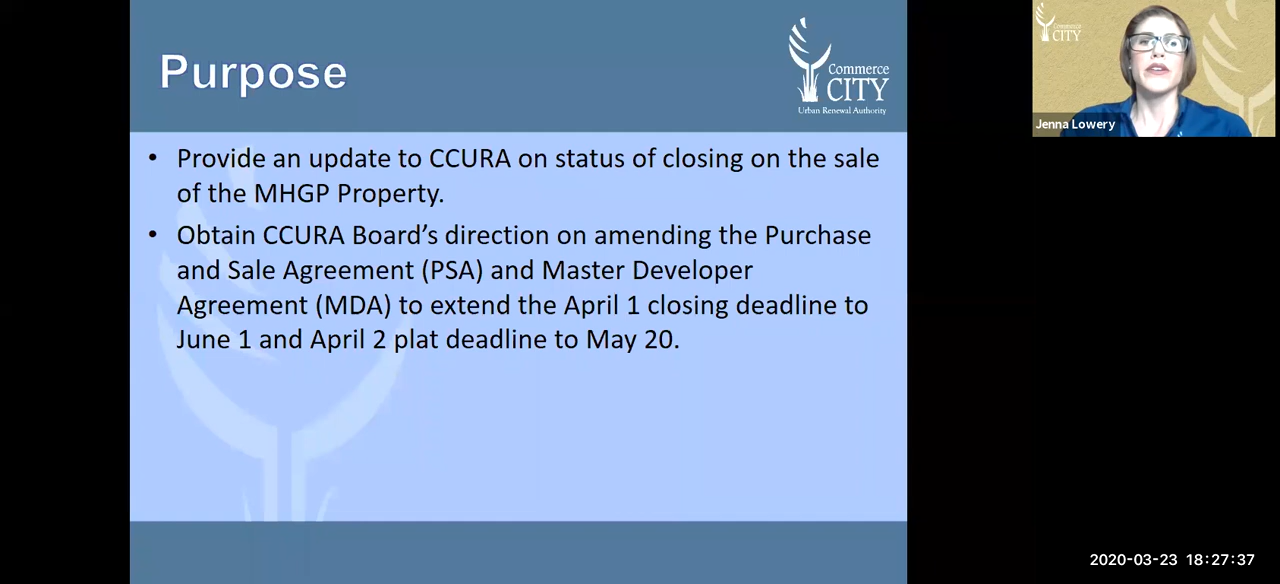 Purpose
Commerce
CITY
Urban Renewal Authority
• Provide an update to CCURA on status of closing on the sale
of the MHGP Property.
• Obtain CCURA Board’s direction on amending the Purchase
and Sale Agreement (PSA) and Master Developer
Agreement (MDA) to extend the April 1 closing deadline to
June 1 and April 2 plat deadline to May 20.
Commerce
CITY
Jenna Lowery
2020-03-23 18:27:37